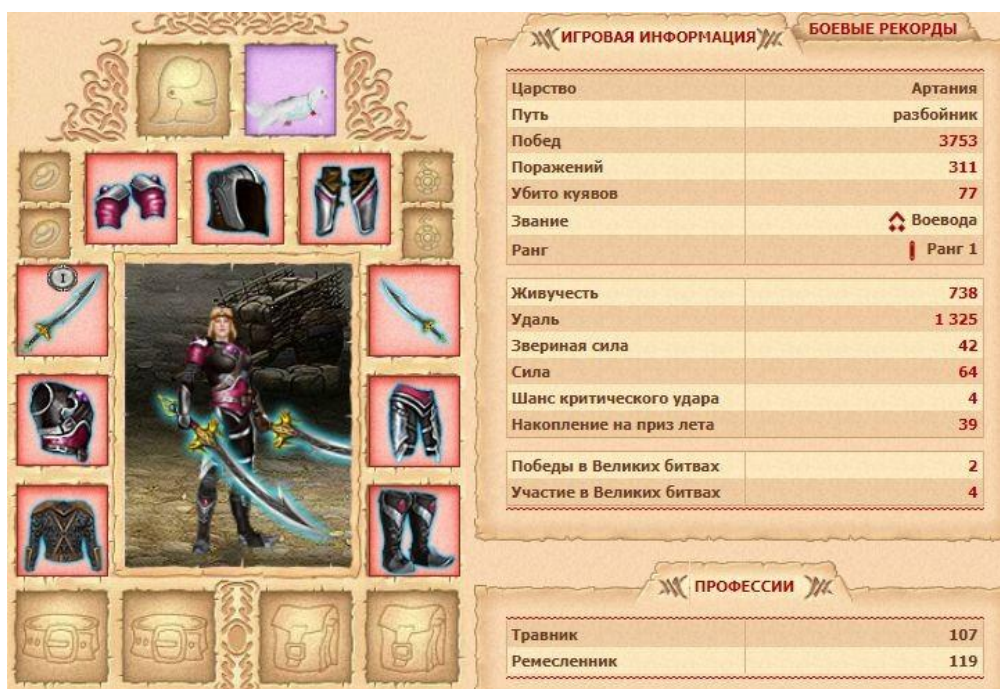 ИГРОВАЯ ИНФОРМАЦИЯ
БОЕВЫЕ РЕКОРДЫ
Царство Артания
Путь разбойник
Побед 3753
Поражений 311
Убито куявов 77
Звание Воевода
Ранг Ранг 1
Живучесть 738
Удаль 1 325
Звериная сила 42
Сила 64
Шанс критического удара 4
Накопление на приз лета 39
Победы в Великих битвах 2
Участие в Великих битвах 4
I
ПРОФЕССИИ
Травник 107
Ремесленник 119